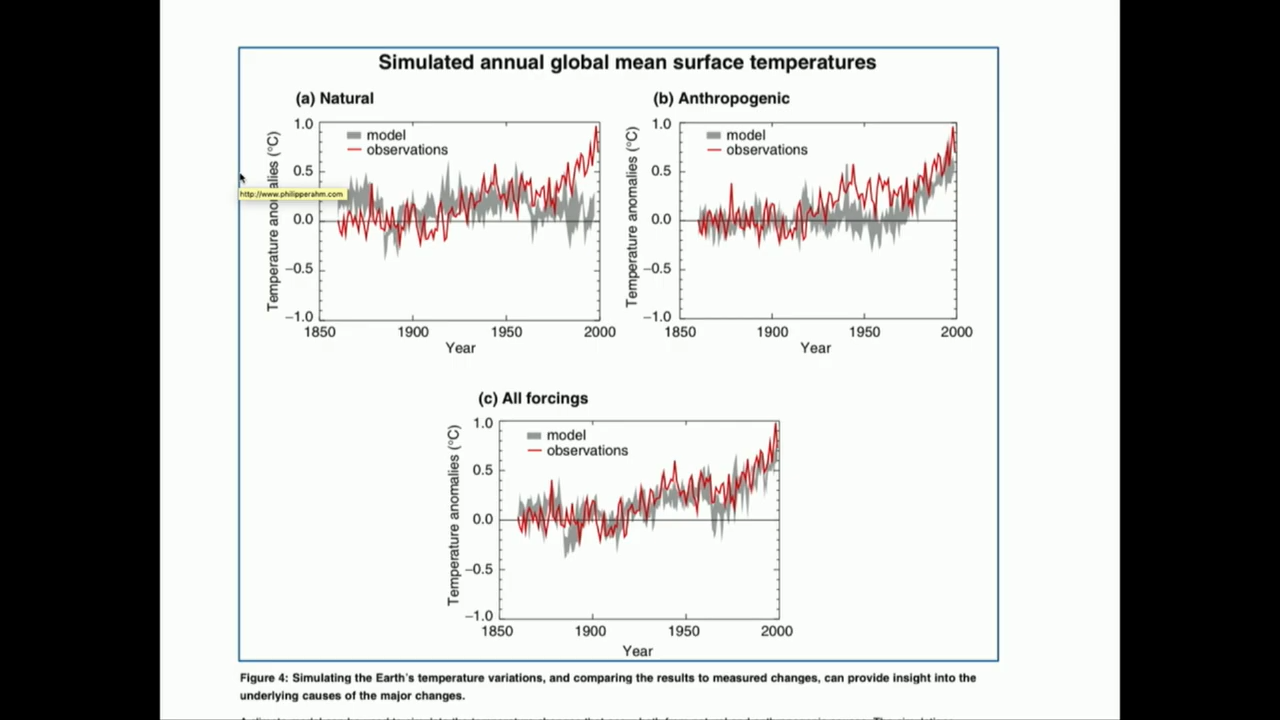 Simulated annual global mean surface temperatures
(a) Natural
1.0
0.5
0.0
−0.5
−1.0
Temperature anomalies (°C)
model
observations
1850
1900
1950
2000
Year
http://www.philipperahm.com
(b) Anthropogenic
1.0
0.5
0.0
−0.5
−1.0
Temperature anomalies (°C)
model
observations
1850
1900
1950
2000
Year
(c) All forcings
1.0
0.5
0.0
−0.5
−1.0
Temperature anomalies (°C)
model
observations
1850
1900
1950
2000
Year
Figure 4: Simulating the Earth's temperature variations, and comparing the results to measured changes, can provide insight into the
underlying causes of the major changes.